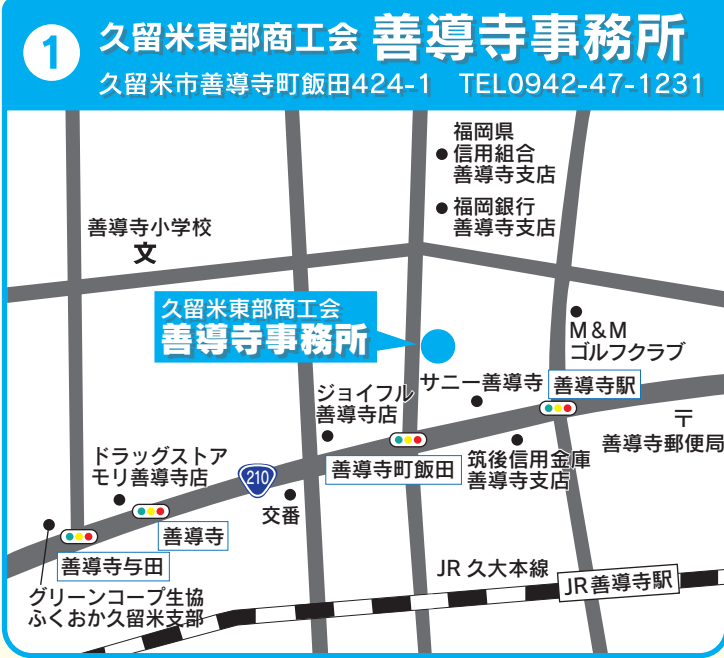 1
久留米東部商工会 善導寺事務所
久留米市善導寺町飯田424-1 TEL0942-47-1231
福岡県
信用組合
善導寺支店
福岡銀行
善導寺支店
善導寺小学校
文
久留米東部商工会
善導寺事務所
M&M
ゴルフクラブ
サニー善導寺
善導寺駅
ジョイフル
善導寺店
〒
善導寺郵便局
善導寺町飯田
筑後信用金庫
善導寺支店
ドラッグストア
モリ善導寺店
210
交番
善導寺
善導寺与田
グリーンコープ生協
ふくおか久留米支部
JR 久大本線
JR善導寺駅